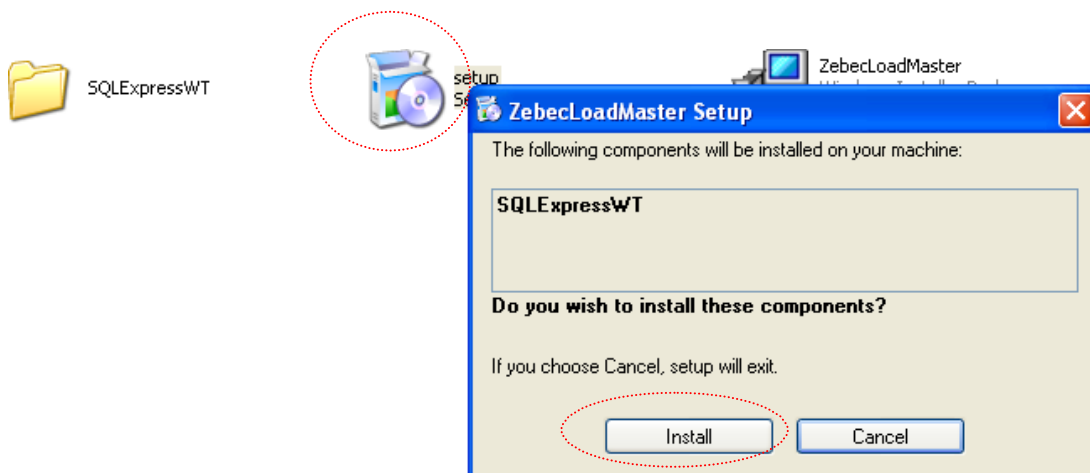 SQLExpressWT
setup
ZebecLoadMaster
ZebecLoadMaster Setup
The following components will be installed on your machine:
SQLExpressWT
Do you wish to install these components?
If you choose Cancel, setup will exit.
Install
Cancel